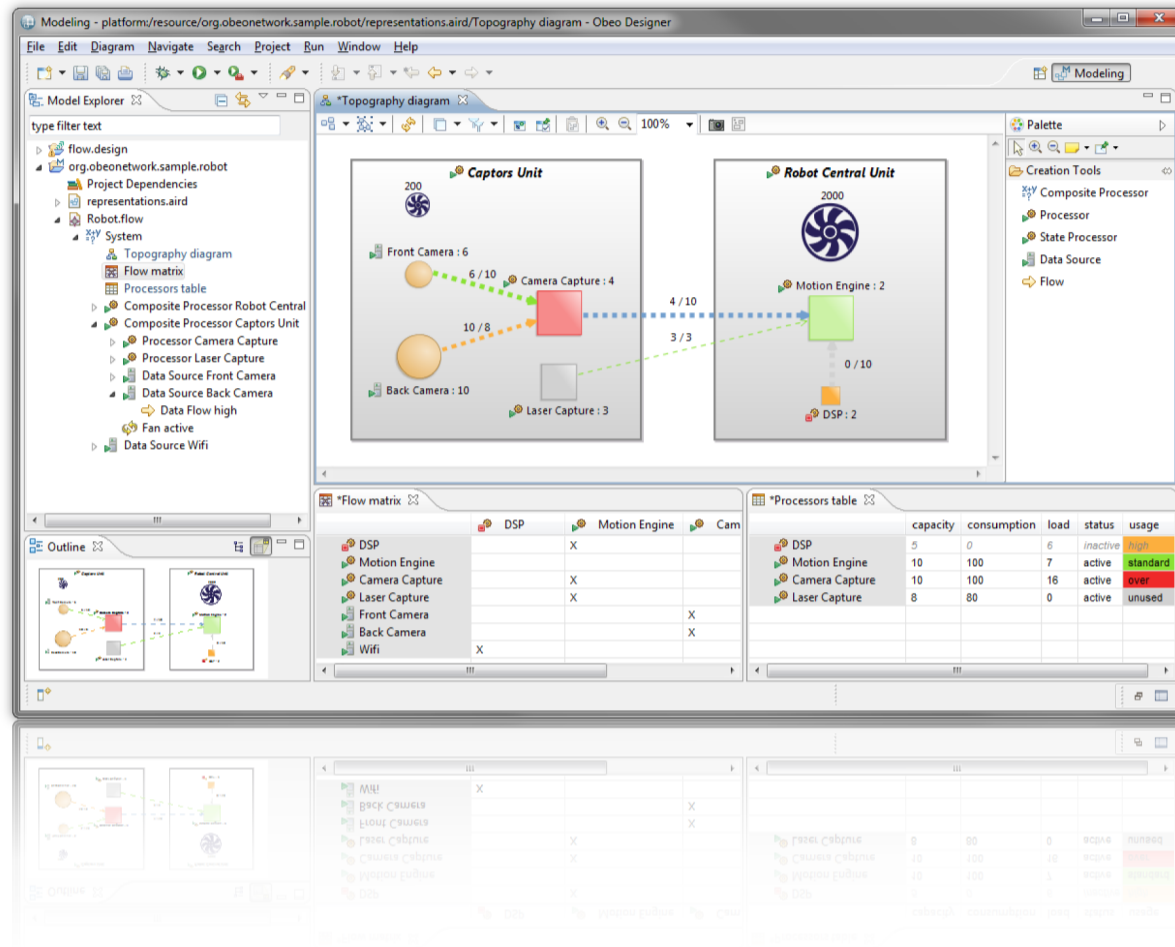 Modeling - platform:/resource/org.obeonetwork.sample.robot/representations.aird/Topography diagram - Obeo Designer
File Edit Diagram Navigate Search Project Run Window Help
Modeling
Model Explorer
type filter text
flow.design
org.obeonetwork.sample.robot
Project Dependencies
representations.aird
Robot.flow
System
Topography diagram
Flow matrix
Processors table
Composite Processor Robot Central
Composite Processor Captors Unit
Processor Camera Capture
Processor Laser Capture
Data Source Front Camera
Data Source Back Camera
Data Flow high
Fan active
Data Source Wifi
*Topography diagram
100%
Captors Unit
200
Front Camera : 6
6 / 10
Camera Capture : 4
10 / 8
Back Camera : 10
Laser Capture : 3
4 / 10
3 / 3
Robot Central Unit
2000
Motion Engine : 2
0 / 10
DSP : 2
Palette
Creation Tools
Composite Processor
Processor
State Processor
Data Source
Flow
Outline
*Flow matrix
DSP Motion Engine Cam
DSP X
Motion Engine
Camera Capture X
Laser Capture X
Front Camera X
Back Camera X
Wifi X
*Processors table
capacity consumption load status usage
DSP 5 0 6 inactive high
Motion Engine 10 100 7 active standard
Camera Capture 10 100 16 active over
Laser Capture 8 80 0 active unused